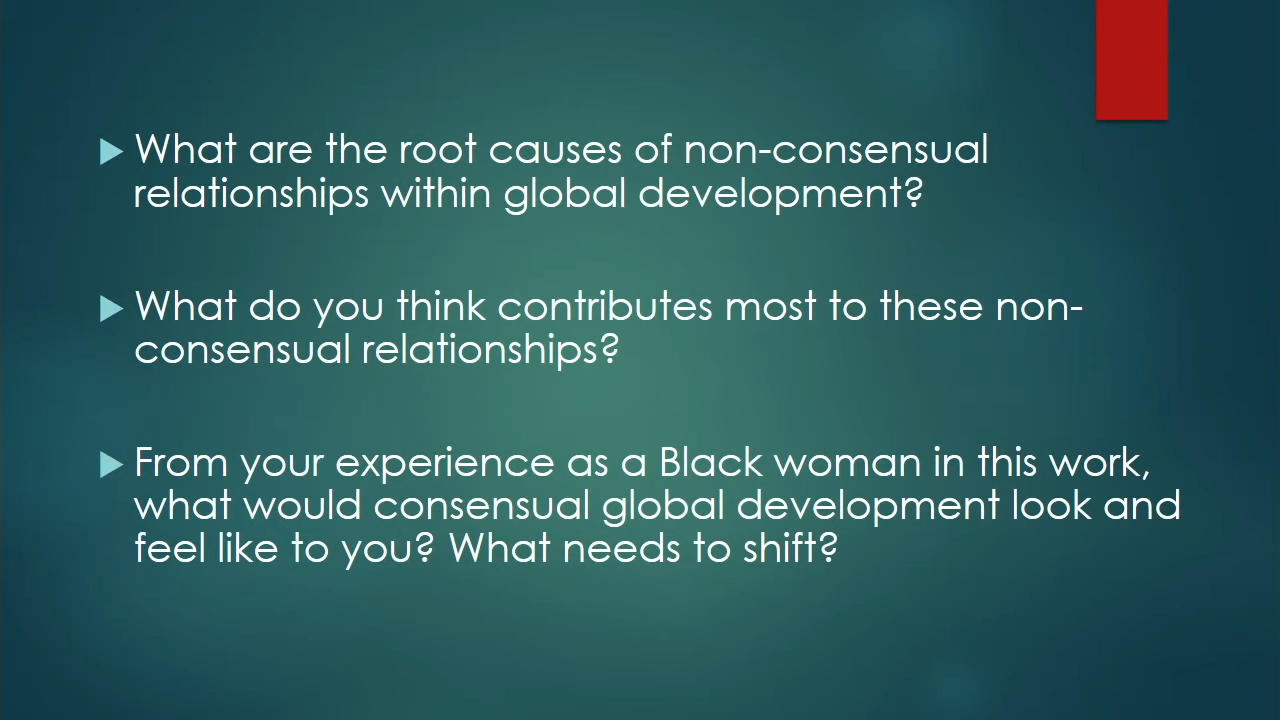 What are the root causes of non-consensual
relationships within global development?
What do you think contributes most to these non-
consensual relationships?
From your experience as a Black woman in this work,
what would consensual global development look and
feel like to you? What needs to shift?